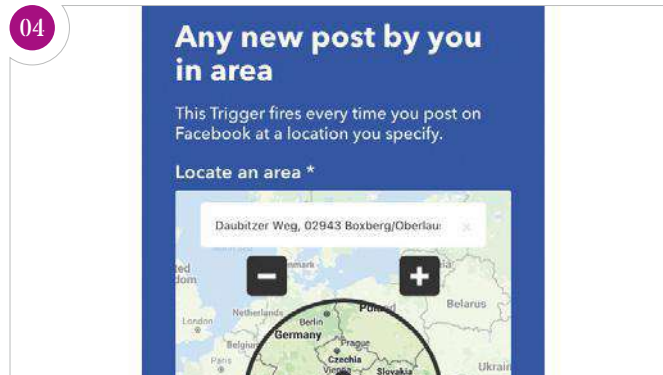 04
Any new post by you
in area
This Trigger fires every time you post on
Facebook at a location you specify.
Locate an area *
Daubitzer Weg, 02943 Boxberg/Oberlau
Belarus
Poland
Netherlands
London
Berlin
Germany
Prague
Paris
Czechia
Vienna
Slovakia